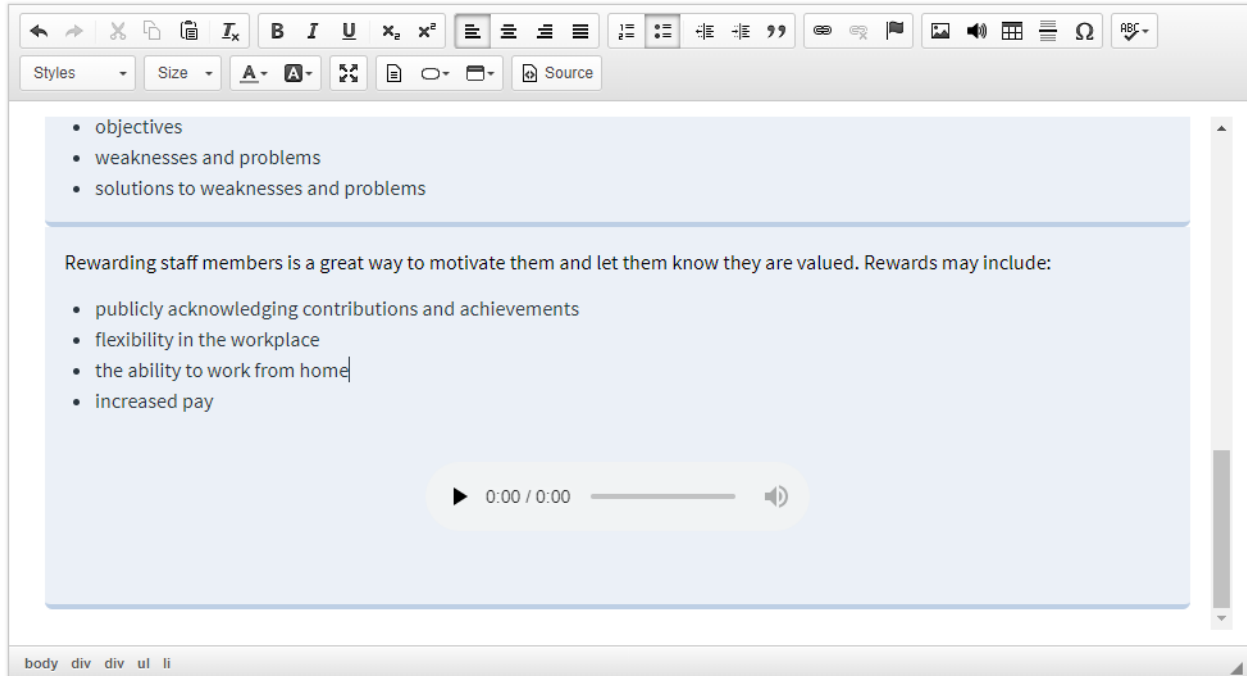 Styles Size A A Source
objectives
weaknesses and problems
solutions to weaknesses and problems
Rewarding staff members is a great way to motivate them and let them know they are valued. Rewards may include:
publicly acknowledging contributions and achievements
flexibility in the workplace
the ability to work from home
increased pay
0:00 / 0:00
body div div ul li